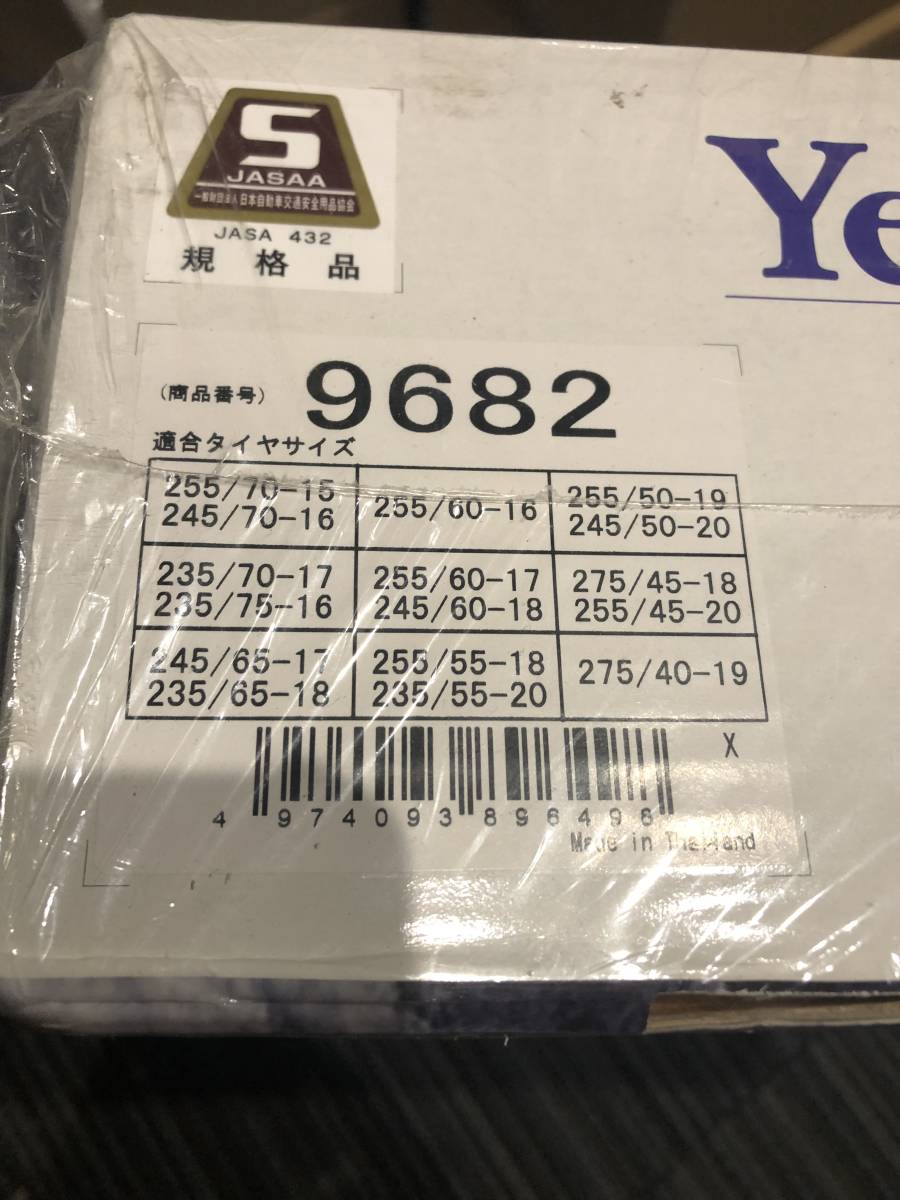 S
JASAA
一般財団法人 日本自動車交通安全用品協会
JASA 432
規格品
Ye
(商品番号) 9682
適合タイヤサイズ
255/70-15 255/60-16 255/50-19
245/70-16 245/50-20
235/70-17 255/60-17 275/45-18
235/75-16 245/60-18 255/45-20
245/65-17 255/55-18 275/40-19
235/65-18 235/55-20
X
4 974093 896498
Made in Thailand